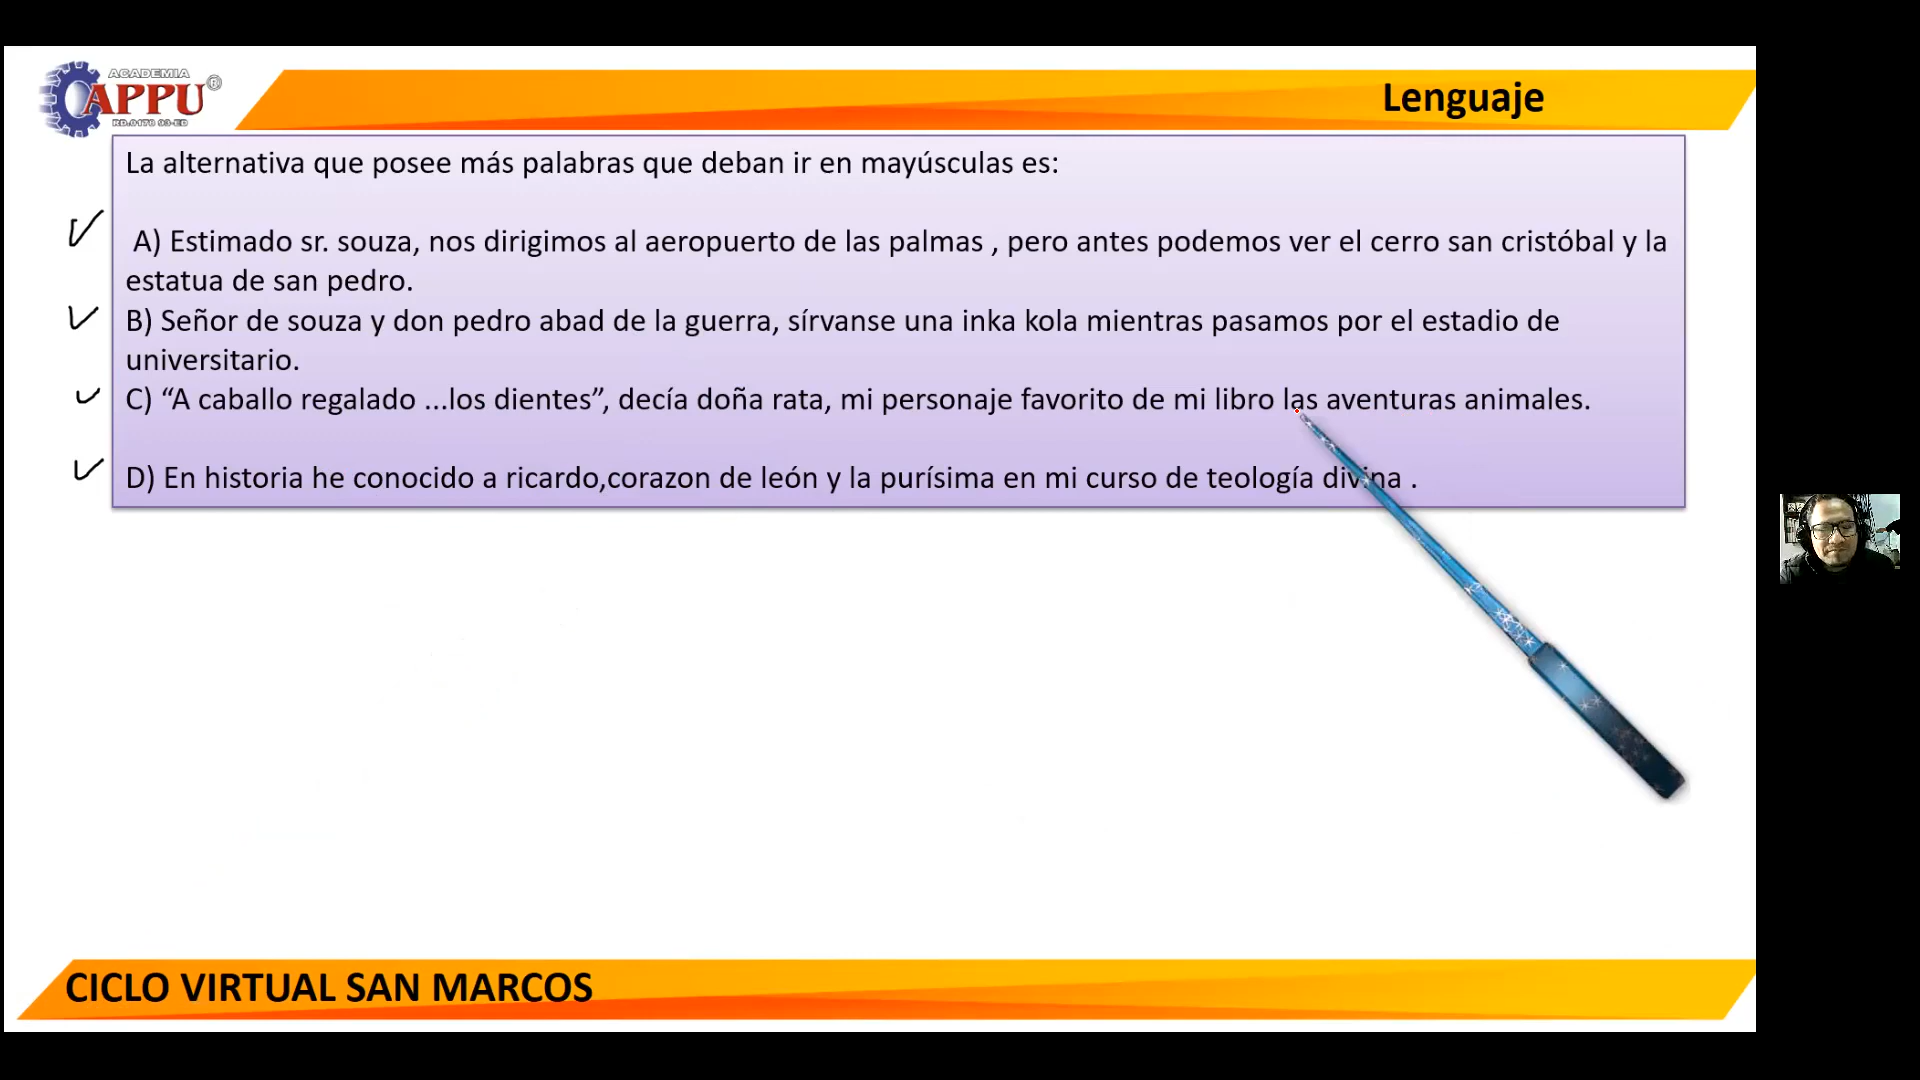 ACADEMIA
APPU®
RD.0170 93-ED
Lenguaje
La alternativa que posee más palabras que deban ir en mayúsculas es:
A) Estimado sr. souza, nos dirigimos al aeropuerto de las palmas , pero antes podemos ver el cerro san cristóbal y la
estatua de san pedro.
B) Señor de souza y don pedro abad de la guerra, sírvanse una inka kola mientras pasamos por el estadio de
universitario.
C) “A caballo regalado ...los dientes”, decía doña rata, mi personaje favorito de mi libro las aventuras animales.
D) En historia he conocido a ricardo,corazon de león y la purísima en mi curso de teología divina .
CICLO VIRTUAL SAN MARCOS